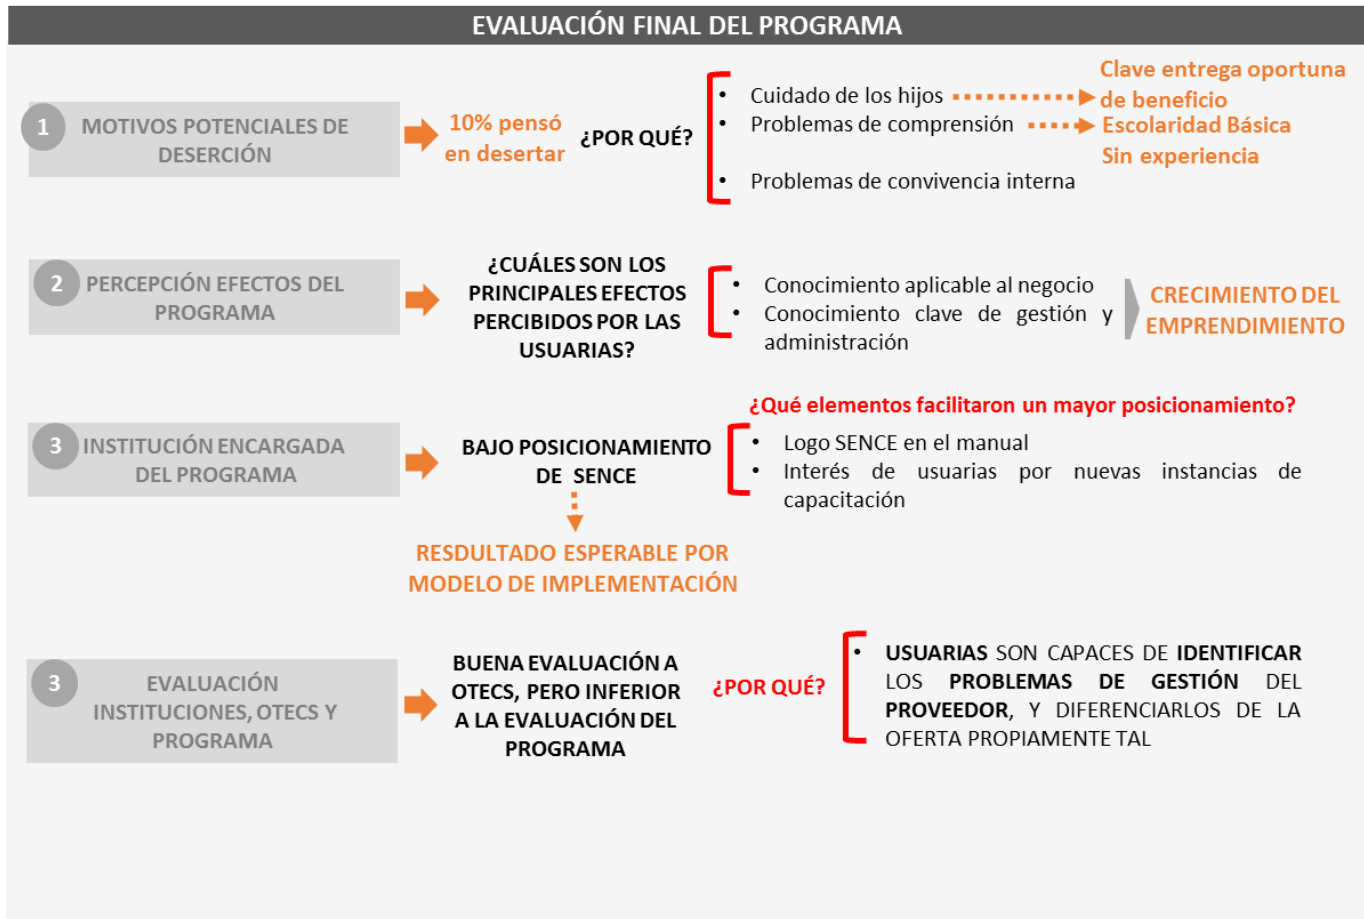 EVALUACIÓN FINAL DEL PROGRAMA
1
MOTIVOS POTENCIALES DE
DESERCIÓN
10% pensó
en desertar
¿POR QUÉ?
• Cuidado de los hijos
• Problemas de comprensión
• Problemas de convivencia interna
Clave entrega oportuna
de beneficio
Escolaridad Básica
Sin experiencia
2
PERCEPCIÓN EFECTOS DEL
PROGRAMA
¿CUÁLES SON LOS
PRINCIPALES EFECTOS
PERCIBIDOS POR LAS
USUARIAS?
• Conocimiento aplicable al negocio
• Conocimiento clave de gestión y
administración
CRECIMIENTO DEL
EMPRENDIMIENTO
3
INSTITUCIÓN ENCARGADA
DEL PROGRAMA
BAJO POSICIONAMIENTO
DE SENCE
RESDULTADO ESPERABLE POR
MODELO DE IMPLEMENTACIÓN
¿Qué elementos facilitaron un mayor posicionamiento?
• Logo SENCE en el manual
• Interés de usuarias por nuevas instancias de
capacitación
3
EVALUACIÓN
INSTITUCIONES, OTECS Y
PROGRAMA
BUENA EVALUACIÓN A
OTECS, PERO INFERIOR
A LA EVALUACIÓN DEL
PROGRAMA
¿POR QUÉ?
• USUARIAS SON CAPACES DE IDENTIFICAR
LOS PROBLEMAS DE GESTIÓN DEL
PROVEEDOR, Y DIFERENCIARLOS DE LA
OFERTA PROPIAMENTE TAL